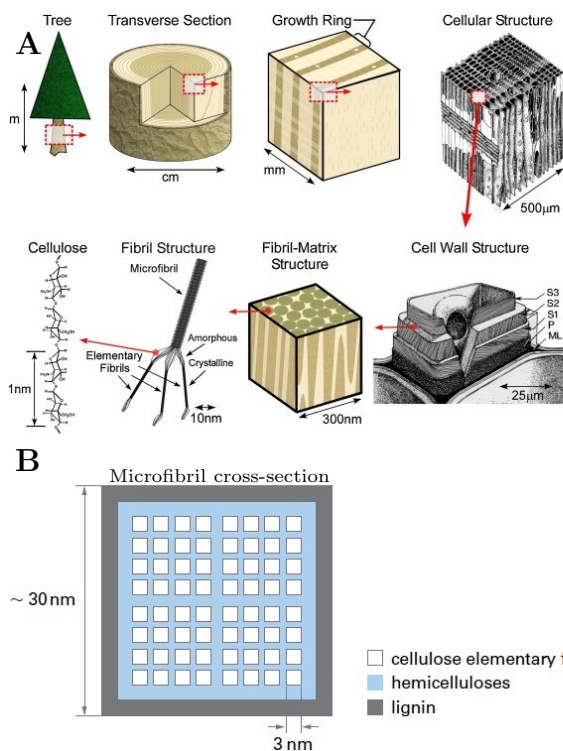 A
Tree
Transverse Section
Growth Ring
Cellular Structure
m
cm
mm
500μm
Cellulose
Fibril Structure
Fibril-Matrix
Structure
Cell Wall Structure
Microfibril
Elementary
Fibrils
Amorphous
Crystalline
S3
S2
S1
P
ML
1nm
10nm
300nm
25μm
B
Microfibril cross-section
~ 30 nm
3 nm
cellulose elementary f
hemicelluloses
lignin